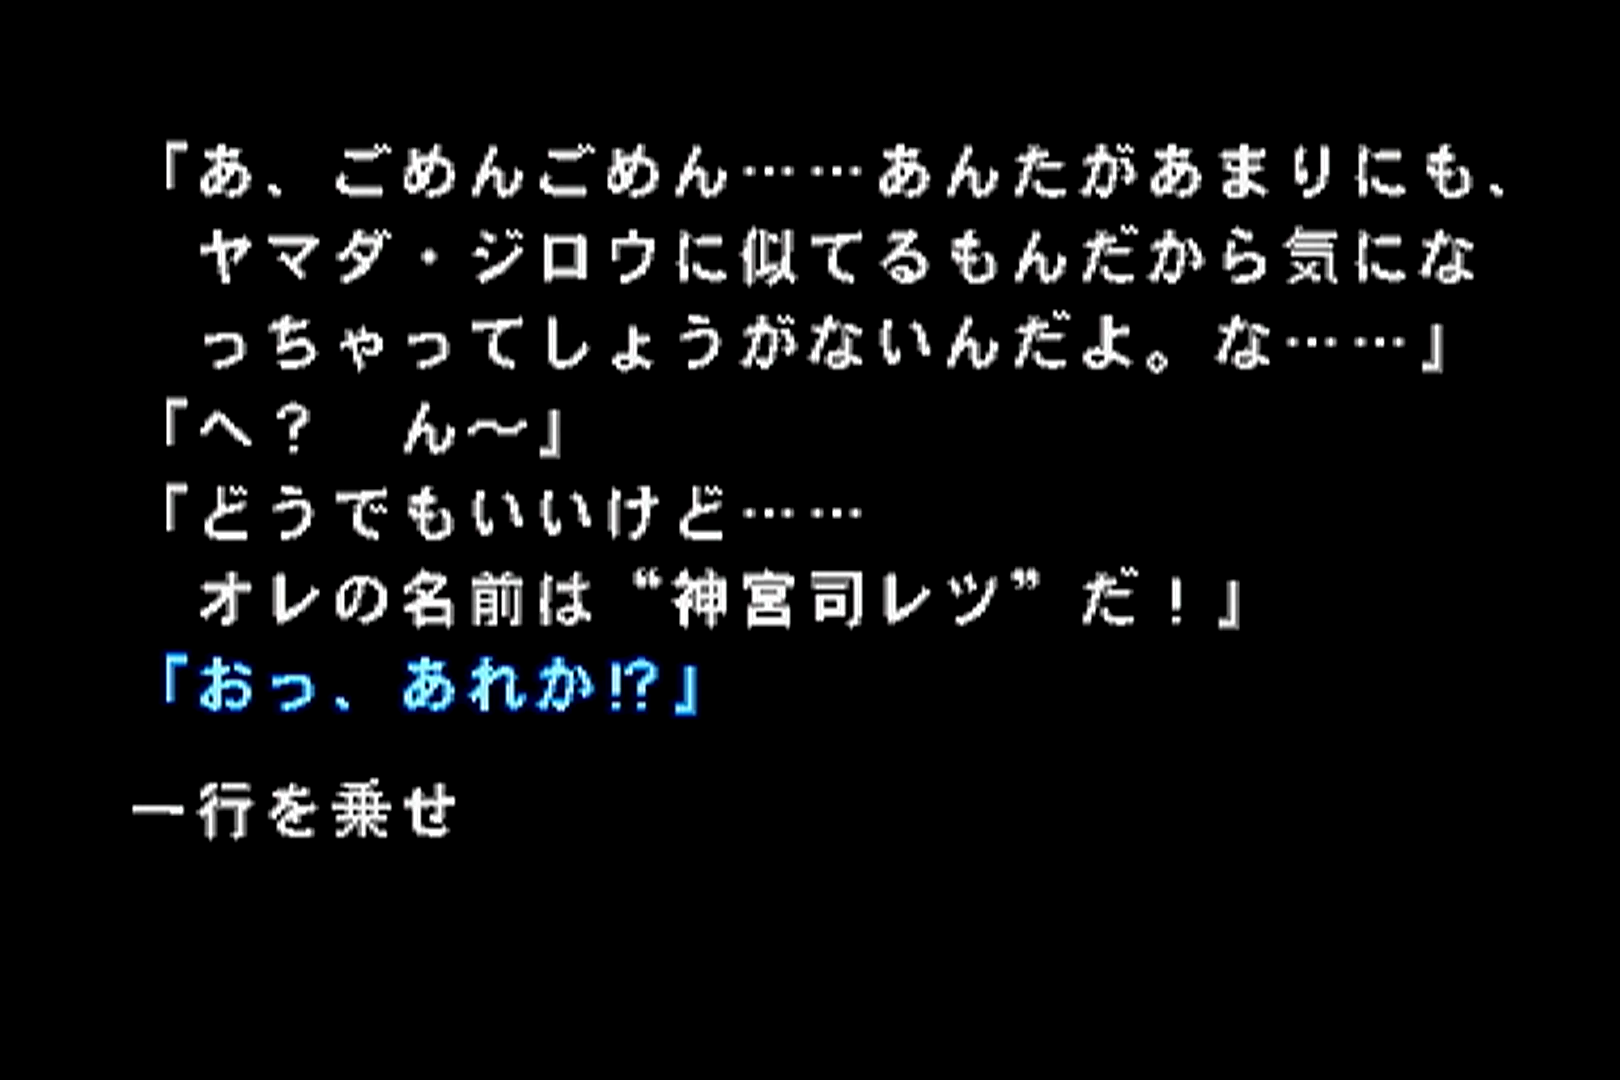 「あ、ごめんごめん……あんたがあまりにも、
ヤマダ・ジロウに似てるもんだから気にな
っちゃってしょうがないんだよ。な……」
「へ？　ん～」
「どうでもいいけど……
オレの名前は“神宮司レツ”だ！」
「おっ、あれか!?」
一行を乗せ